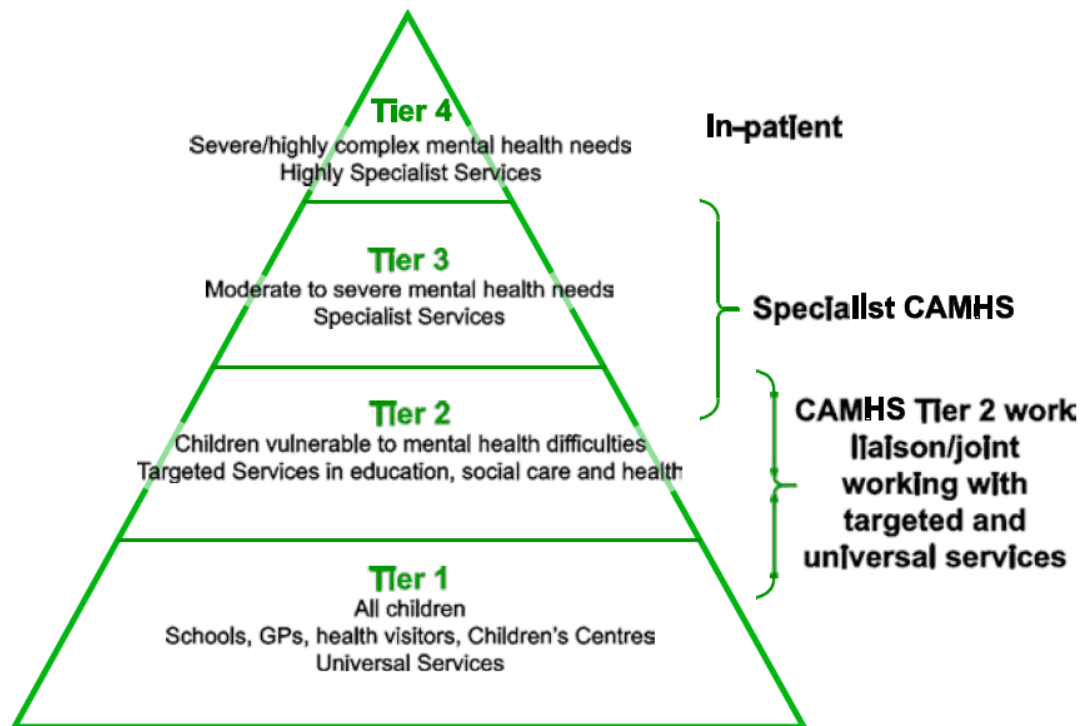 Tier 4
Severe/highly complex mental health needs
Highly Specialist Services
In-patient
Tier 3
Moderate to severe mental health needs
Specialist Services
Specialist CAMHS
Tier 2
Children vulnerable to mental health difficulties
Targeted Services in education, social care and health
CAMHS Tier 2 work
liaison/joint
working with
targeted and
universal services
Tier 1
All children
Schools, GPs, health visitors, Children's Centres
Universal Services